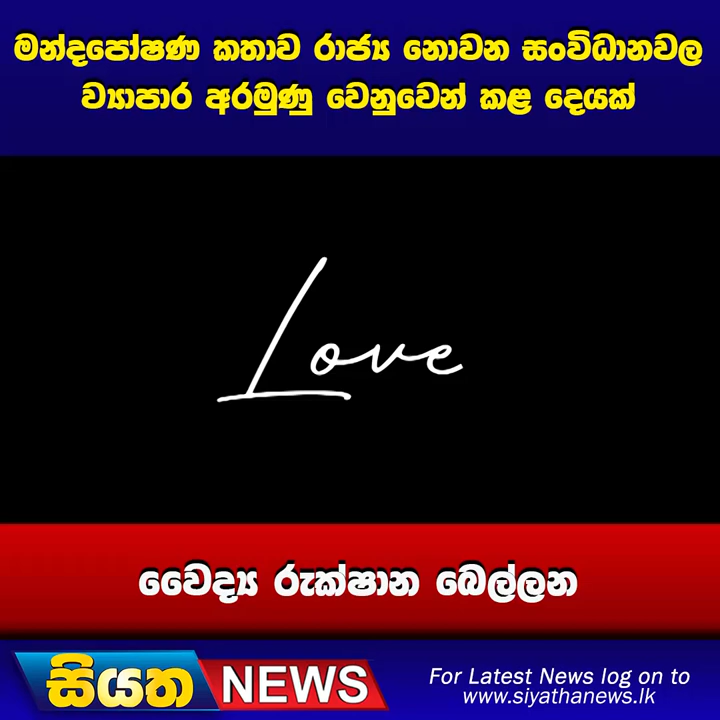 මන්දපෝෂණ කතාව රාජ්‍ය නොවන සංවිධානවල
ව්‍යාපාර අරමුණු වෙනුවෙන් කළ දෙයක්
Love
වෛද්‍ය රුක්ෂාන බෙල්ලන
සියත NEWS
For Latest News log on to
www.siyathanews.lk